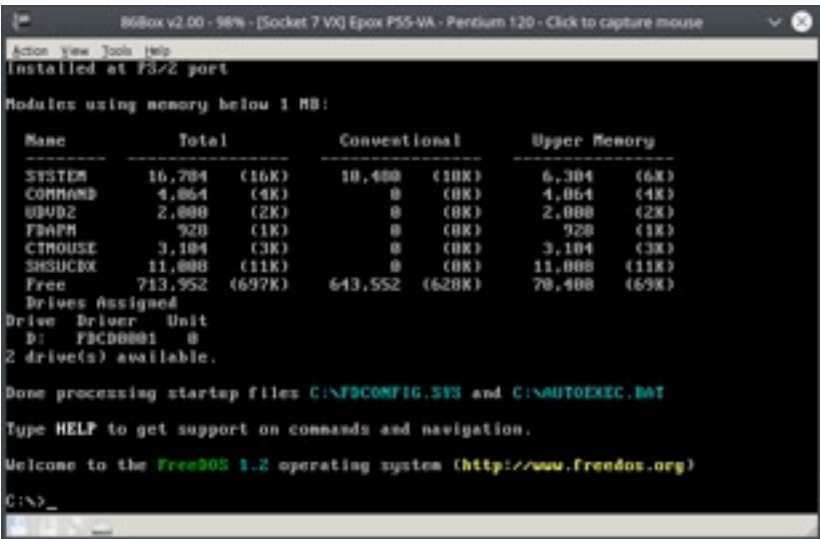 86Box v2.00 - 98% - [Socket 7 VX] Epox P55-VA - Pentium 120 - Click to capture mouse
Action View Tools Help
Installed at PS/2 port
Modules using memory below 1 MB:
Name Total Conventional Upper Memory
-------- ---------------- ---------------- ----------------
SYSTEM 16,784 (16K) 10,480 (10K) 6,304 (6K)
COMMAND 4,064 (4K) 0 (0K) 4,064 (4K)
UDVD2 2,000 (2K) 0 (0K) 2,000 (2K)
FDAPM 928 (1K) 0 (0K) 928 (1K)
CTMOUSE 3,104 (3K) 0 (0K) 3,104 (3K)
SHSUCDX 11,008 (11K) 0 (0K) 11,008 (11K)
Free 713,952 (697K) 643,552 (628K) 70,400 (69K)
Drives Assigned
Drive Driver Unit
D: FDCD0001 0
2 drive(s) available.
Done processing startup files C:\FDCONFIG.SYS and C:\AUTOEXEC.BAT
Type HELP to get support on commands and navigation.
Welcome to the FreeDOS 1.2 operating system (http://www.freedos.org)
C:\>_